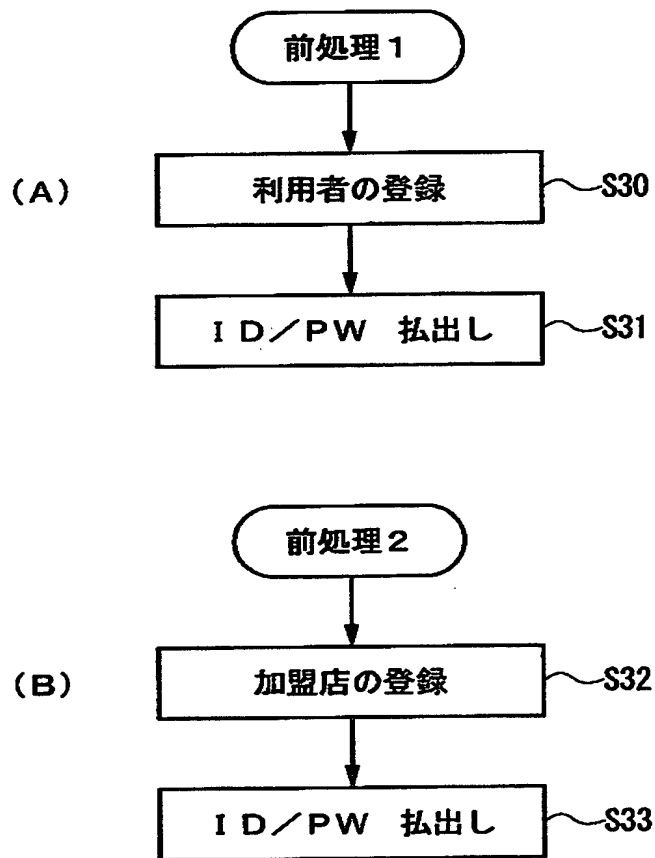 前処理1
(A)
利用者の登録
S30
ID/PW 払出し
S31
前処理2
(B)
加盟店の登録
S32
ID/PW 払出し
S33